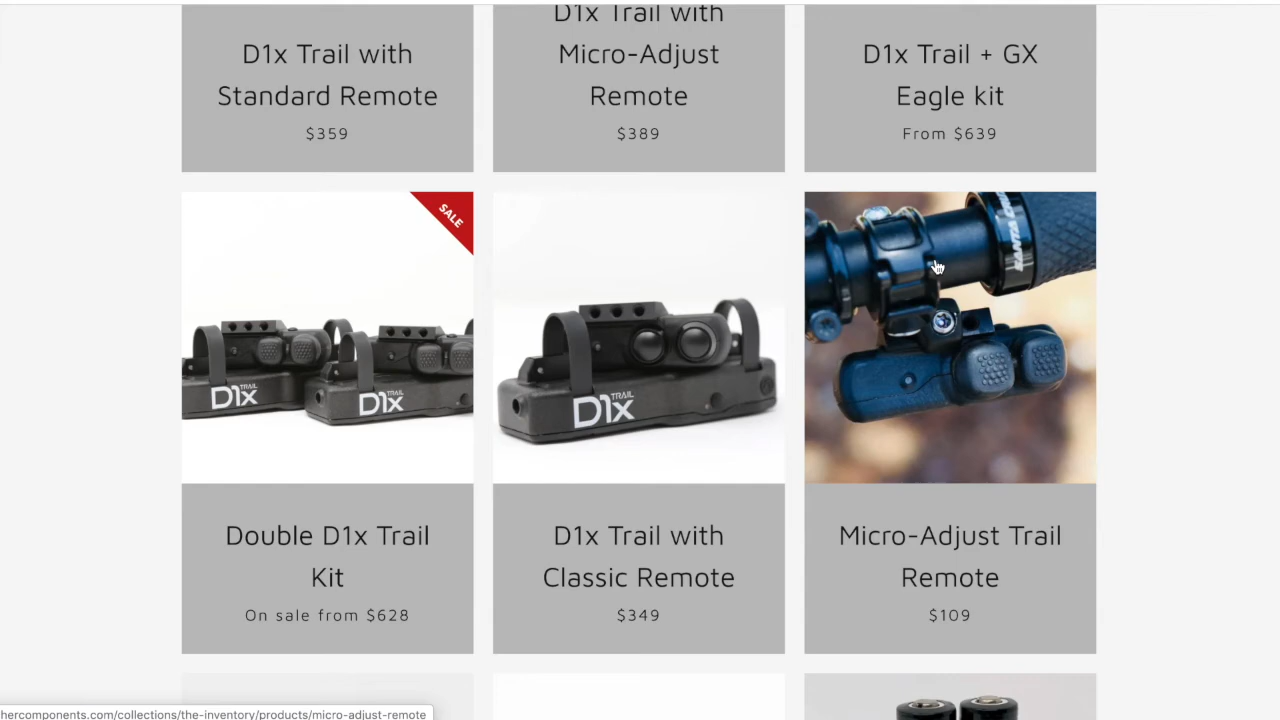 D1x Trail with
Standard Remote
$359
D1x Trail with
Micro-Adjust
Remote
$389
D1x Trail + GX
Eagle kit
From $639
SALE
D1x TRAIL
D1x TRAIL
Double D1x Trail
Kit
On sale from $628
D1x TRAIL
D1x Trail with
Classic Remote
$349
Micro-Adjust Trail
Remote
$109
hercomponents.com/collections/the-inventory/products/micro-adjust-remote